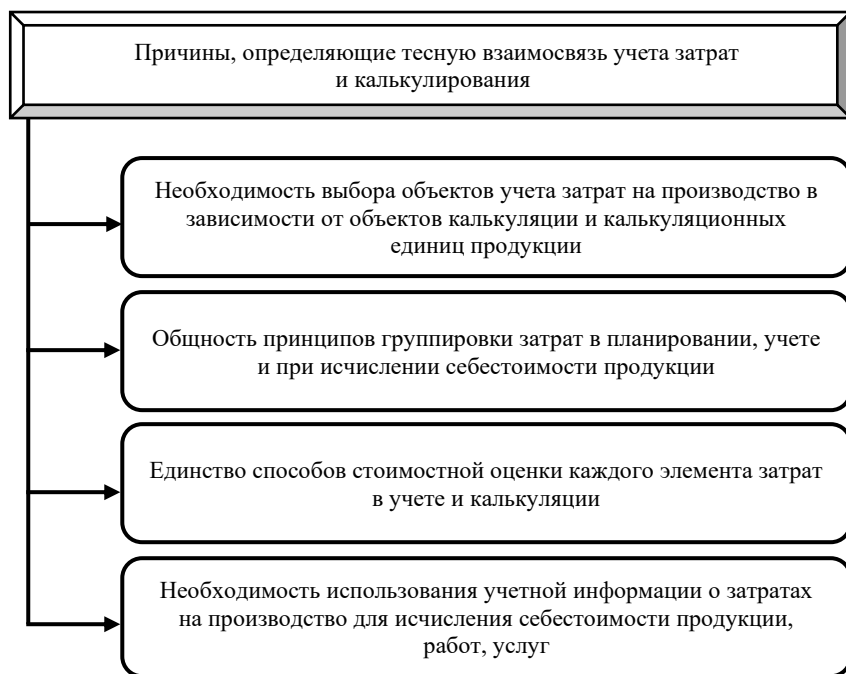 Причины, определяющие тесную взаимосвязь учета затрат
и калькулирования
Необходимость выбора объектов учета затрат на производство в
зависимости от объектов калькуляции и калькуляционных
единиц продукции
Общность принципов группировки затрат в планировании, учете
и при исчислении себестоимости продукции
Единство способов стоимостной оценки каждого элемента затрат
в учете и калькуляции
Необходимость использования учетной информации о затратах
на производство для исчисления себестоимости продукции,
работ, услуг